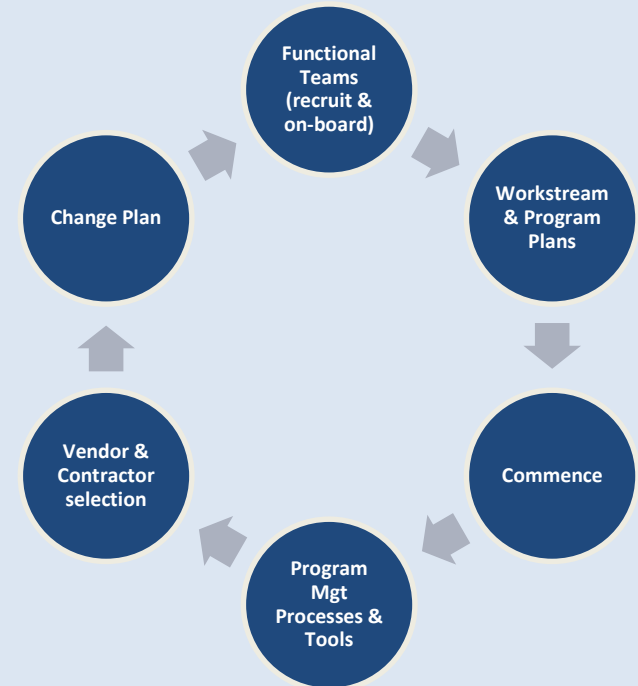 Functional
Teams
(recruit &
on-board)
Workstream
& Program
Plans
Commence
Program
Mgt
Processes &
Tools
Vendor &
Contractor
selection
Change Plan